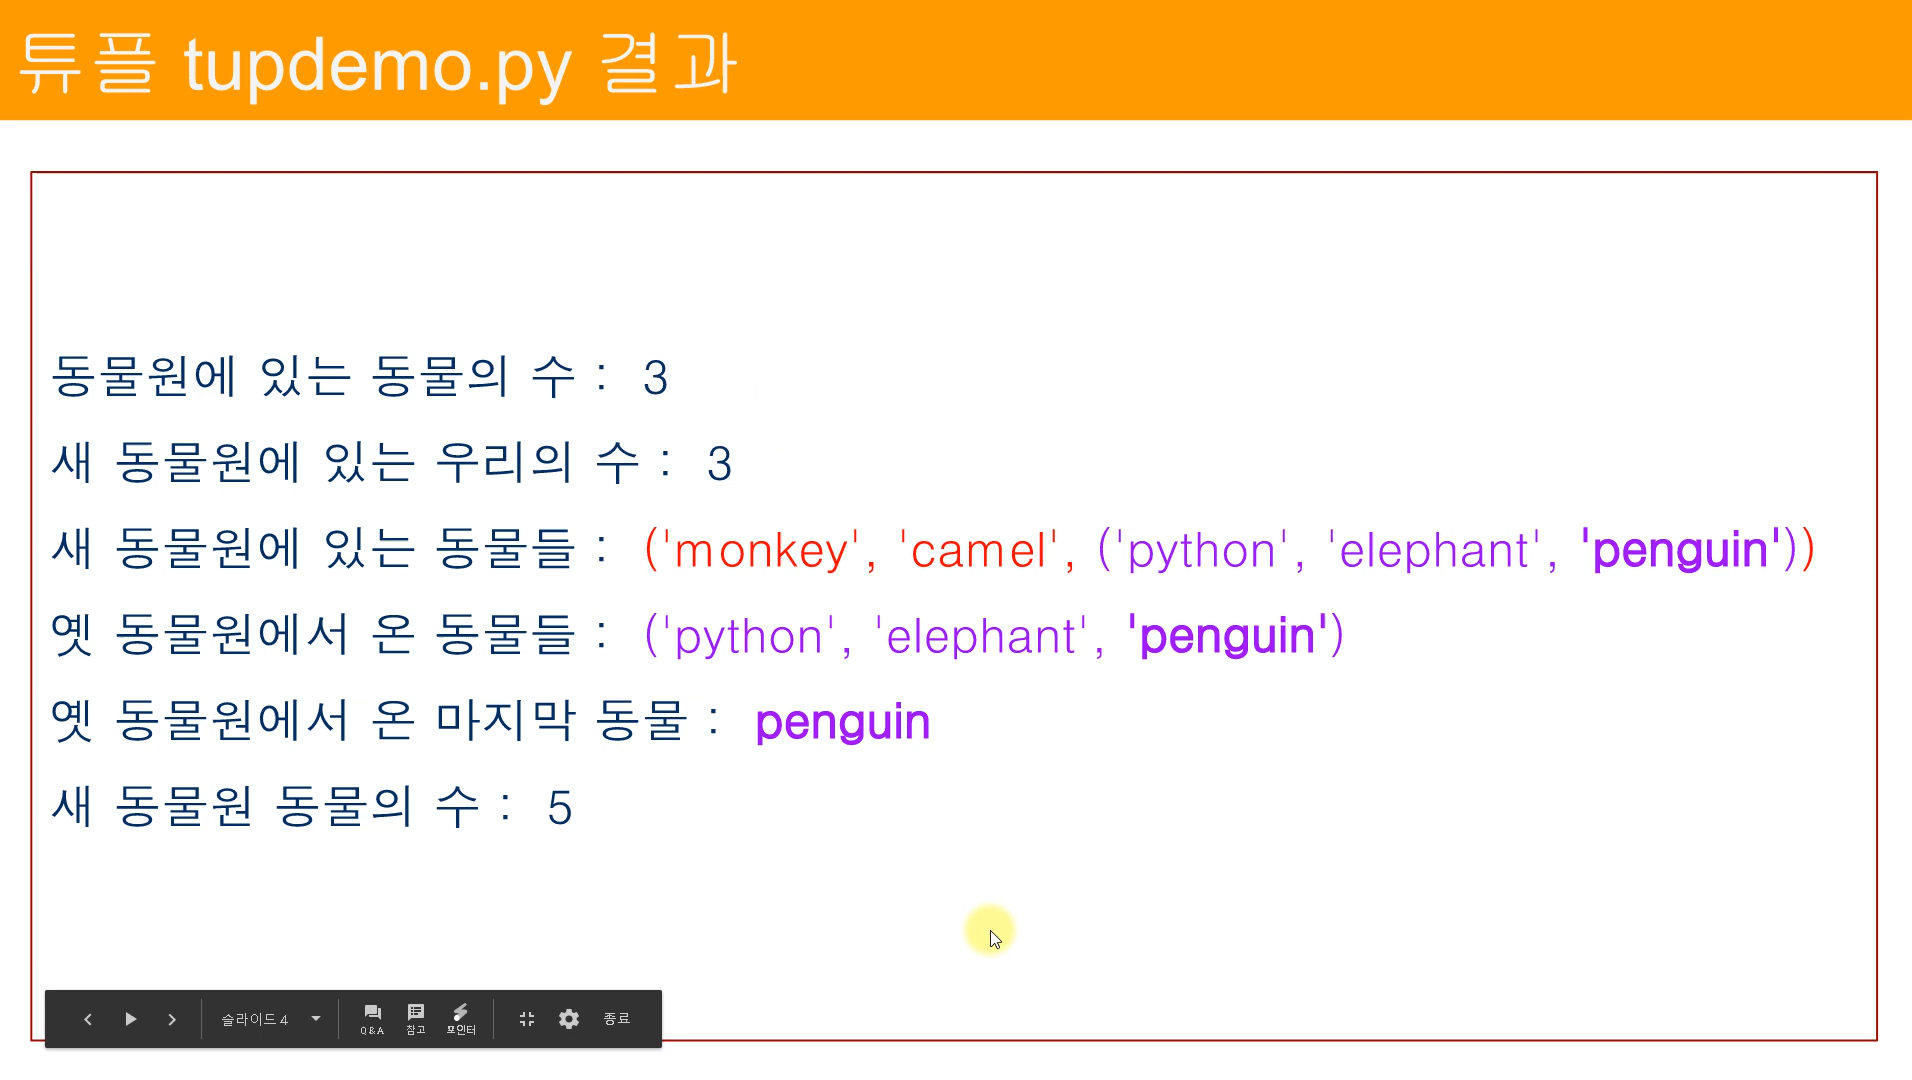 튜플 tupdemo.py 결과
동물원에 있는 동물의 수 : 3
새 동물원에 있는 우리의 수 : 3
새 동물원에 있는 동물들 : ('monkey', 'camel', ('python', 'elephant', 'penguin'))
옛 동물원에서 온 동물들 : ('python', 'elephant', 'penguin')
옛 동물원에서 온 마지막 동물 : penguin
새 동물원 동물의 수 : 5
슬라이드 4
Q&A
참고
포인터
종료